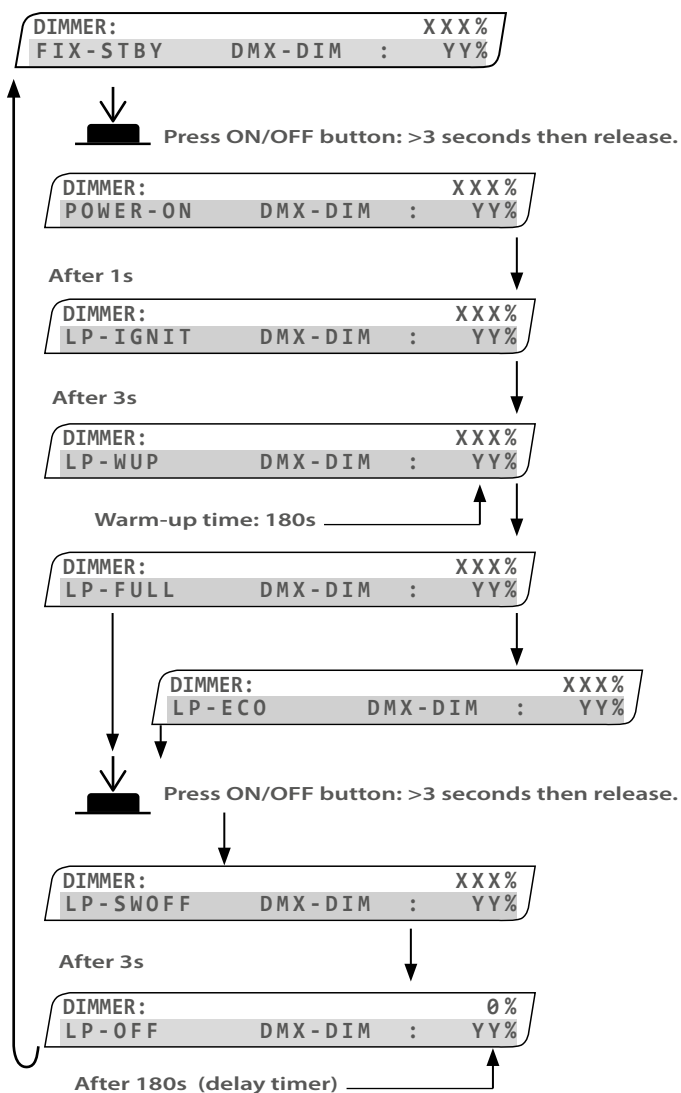 DIMMER: XXX%
FIX-STBY DMX-DIM : YY%
Press ON/OFF button: >3 seconds then release.
DIMMER: XXX%
POWER-ON DMX-DIM : YY%
After 1s
DIMMER: XXX%
LP-IGNIT DMX-DIM : YY%
After 3s
DIMMER: XXX%
LP-WUP DMX-DIM : YY%
Warm-up time: 180s
DIMMER: XXX%
LP-FULL DMX-DIM : YY%
DIMMER: XXX%
LP-ECO DMX-DIM : YY%
Press ON/OFF button: >3 seconds then release.
DIMMER: XXX%
LP-SWOFF DMX-DIM : YY%
After 3s
DIMMER: 0%
LP-OFF DMX-DIM : YY%
After 180s (delay timer)